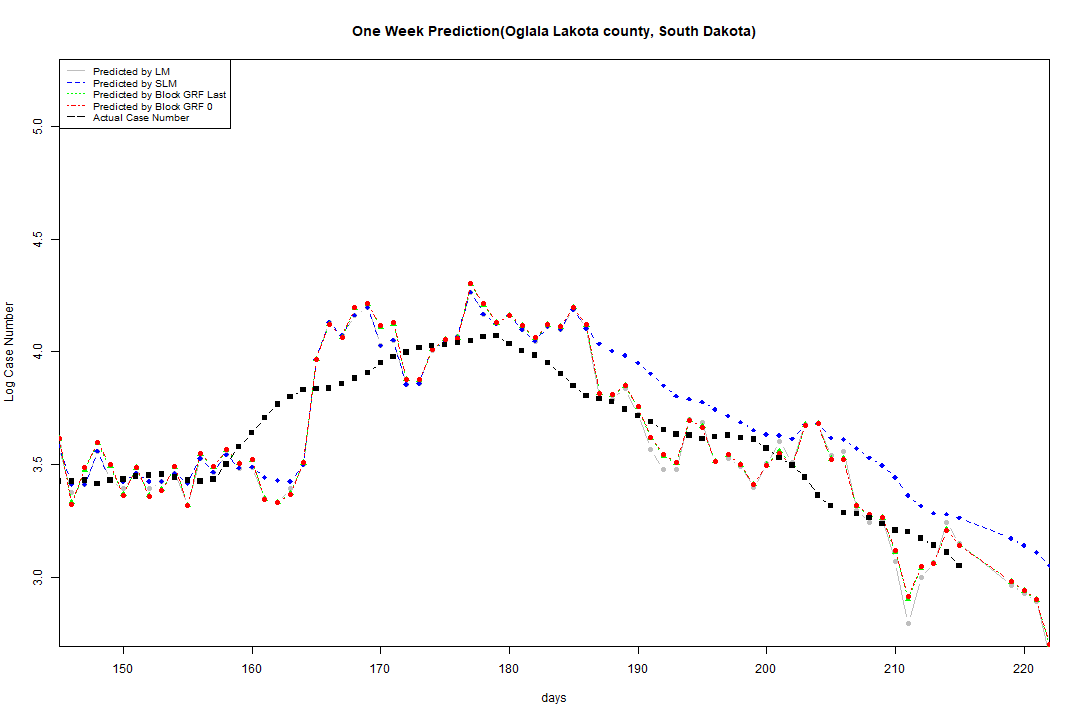 One Week Prediction(Oglala Lakota county, South Dakota)
Predicted by LM
Predicted by SLM
Predicted by Block GRF Last
Predicted by Block GRF 0
Actual Case Number
5.0
4.5
4.0
3.5
3.0
Log Case Number
150 160 170 180 190 200 210 220
days